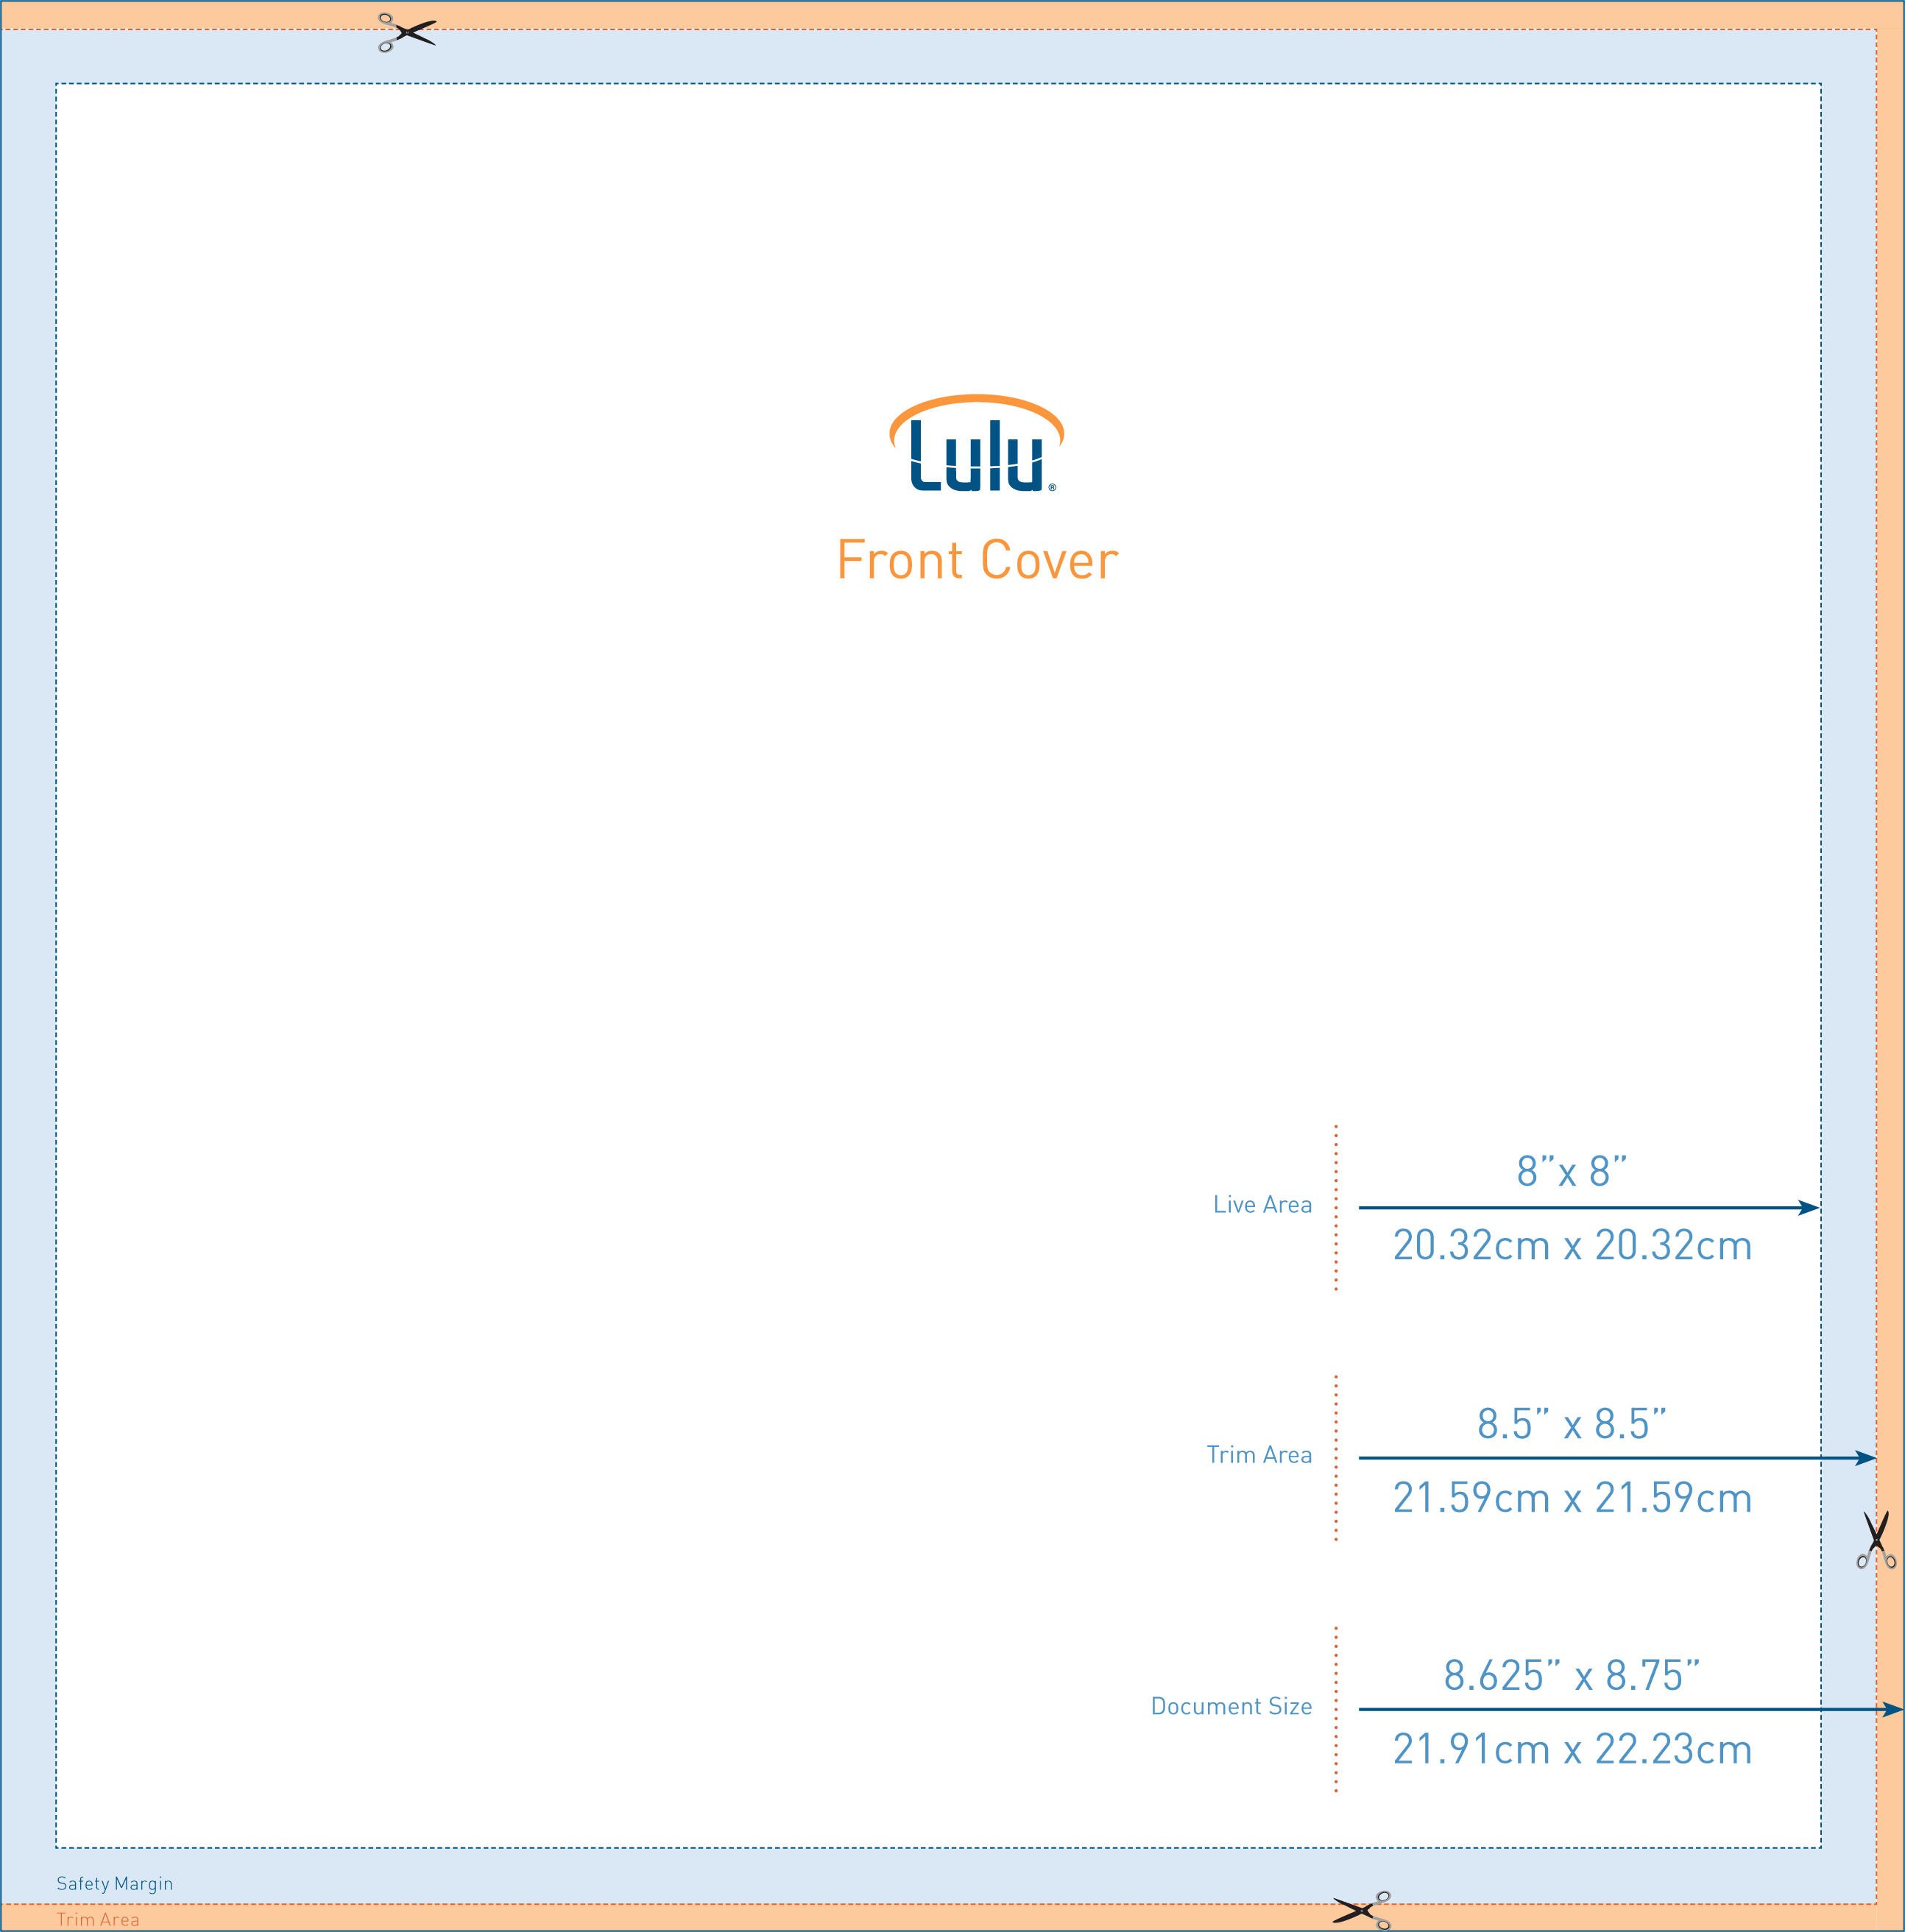 Lulu®
Front Cover
8”x 8”
Live Area
20.32cm x 20.32cm
8.5” x 8.5”
Trim Area
21.59cm x 21.59cm
8.625” x 8.75”
Document Size
21.91cm x 22.23cm
Safety Margin
Trim Area